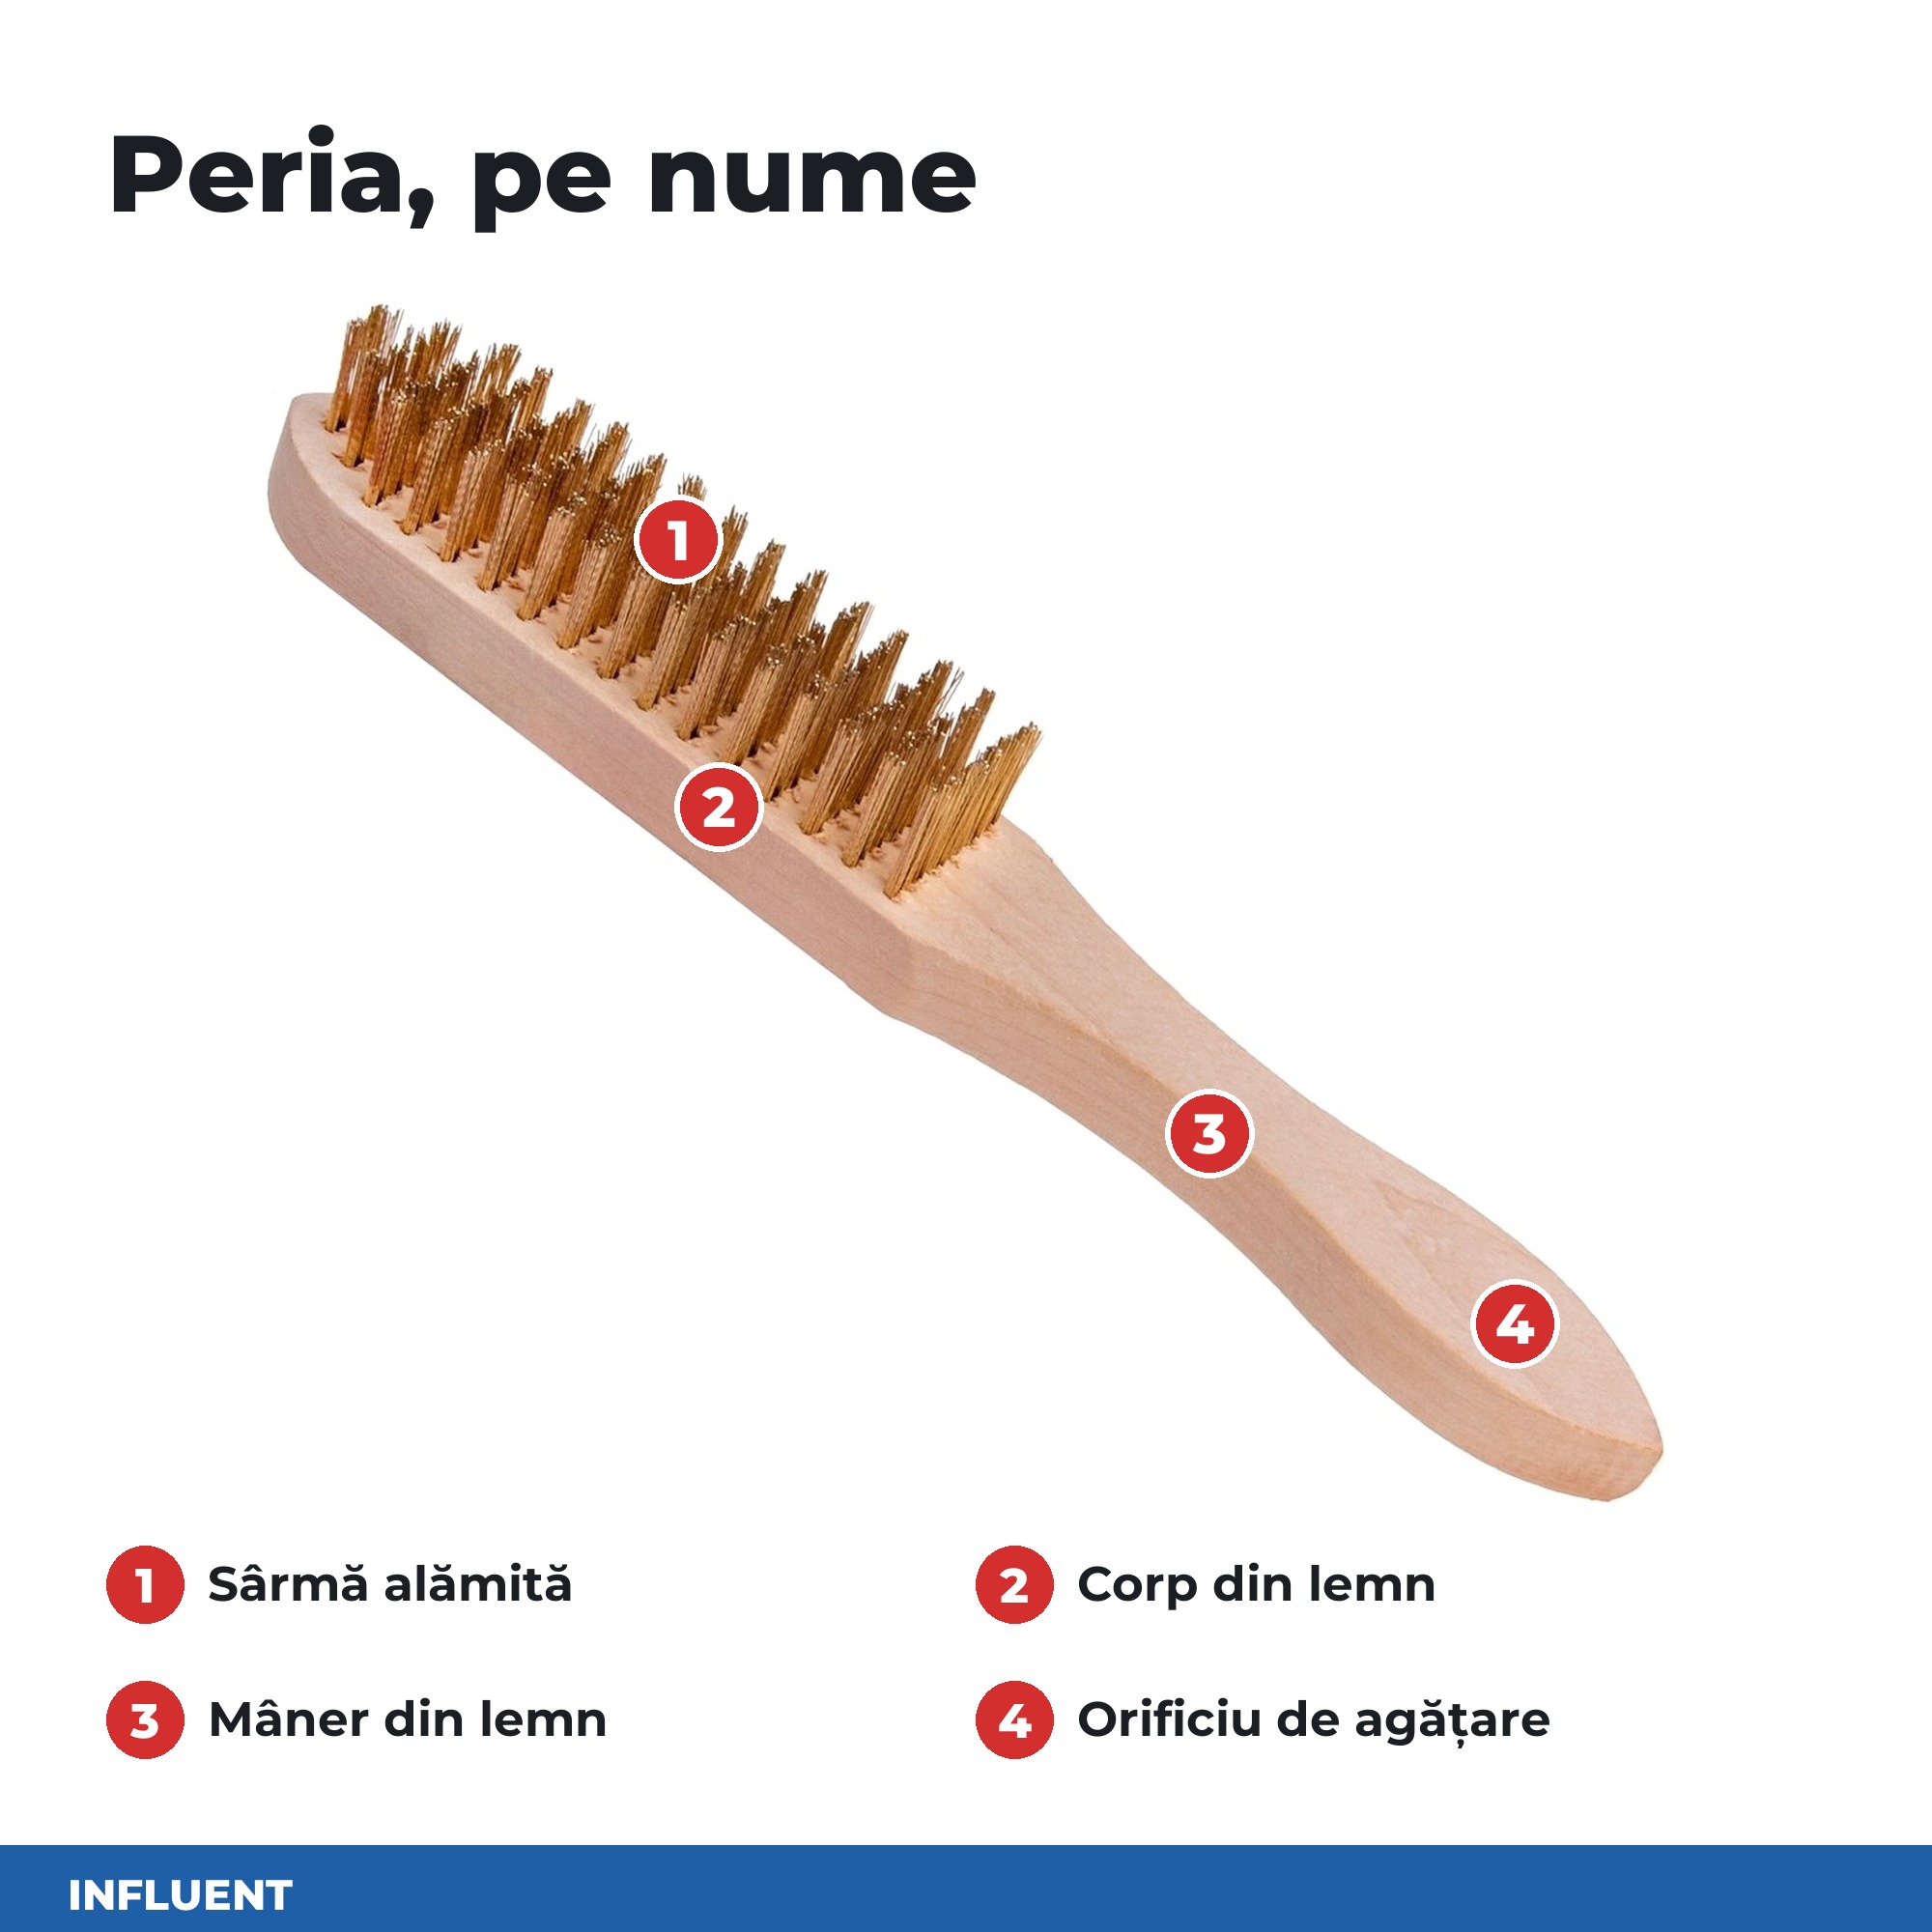 Peria, pe nume
1
2
3
4
1 Sârmă alămită
2 Corp din lemn
3 Mâner din lemn
4 Orificiu de agățare
INFLUENT